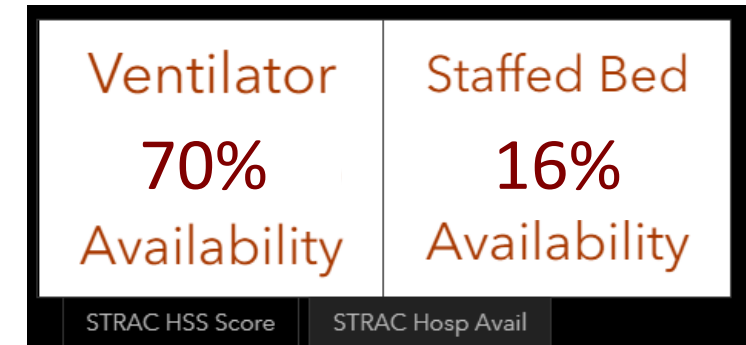 Ventilator
70%
Availability
Staffed Bed
16%
Availability
STRAC HSS Score
STRAC Hosp Avail